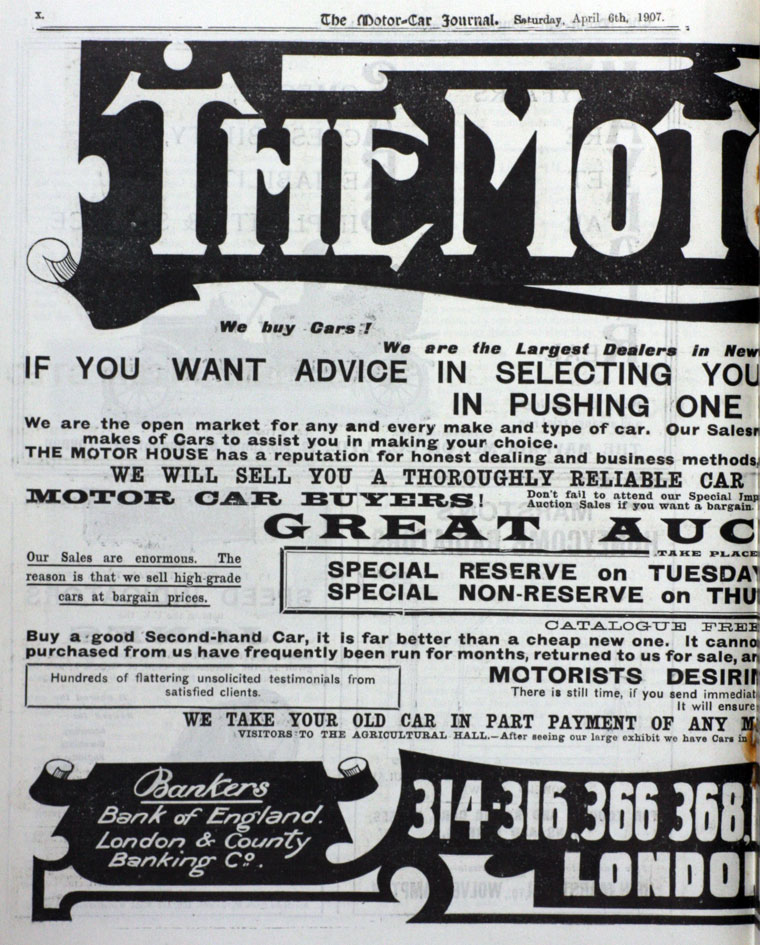 x.
The Motor-Car Journal. Saturday, April 6th, 1907.
THE MOTO
We buy Cars!
We are the Largest Dealers in New
IF YOU WANT ADVICE IN SELECTING YOU
IN PUSHING ONE
We are the open market for any and every make and type of car. Our Sales
makes of Cars to assist you in making your choice.
THE MOTOR HOUSE has a reputation for honest dealing and business methods,
WE WILL SELL YOU A THOROUGHLY RELIABLE CAR
MOTOR CAR BUYERS!
Don't fail to attend our Special Imp
Auction Sales if you want a bargain.
GREAT AUC
TAKE PLACE
Our Sales are enormous. The
reason is that we sell high-grade
cars at bargain prices.
SPECIAL RESERVE on TUESDAY
SPECIAL NON-RESERVE on THU
CATALOGUE FREE
Buy a good Second-hand Car, it is far better than a cheap new one. It canno
purchased from us have frequently been run for months, returned to us for sale, an
Hundreds of flattering unsolicited testimonials from
satisfied clients.
MOTORISTS DESIRIN
There is still time, if you send immediat
It will ensure
WE TAKE YOUR OLD CAR IN PART PAYMENT OF ANY M
VISITORS TO THE AGRICULTURAL HALL.—After seeing our large exhibit we have Cars in
Bankers
Bank of England.
London & County
Banking Co.
314-316, 366 368,
LONDON